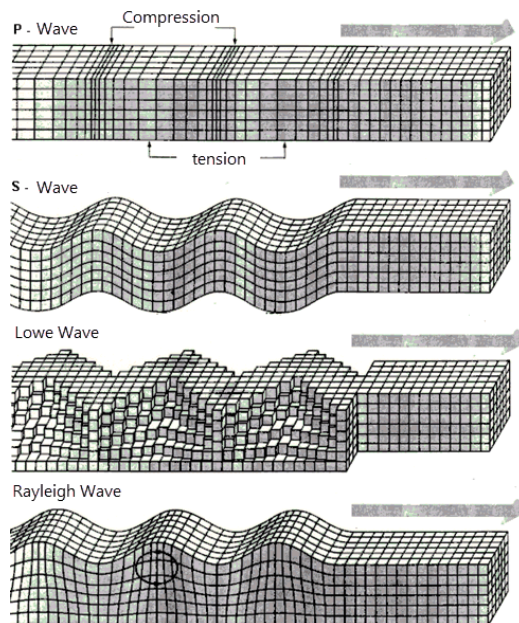 Compression
P - Wave
tension
S - Wave
Lowe Wave
Rayleigh Wave